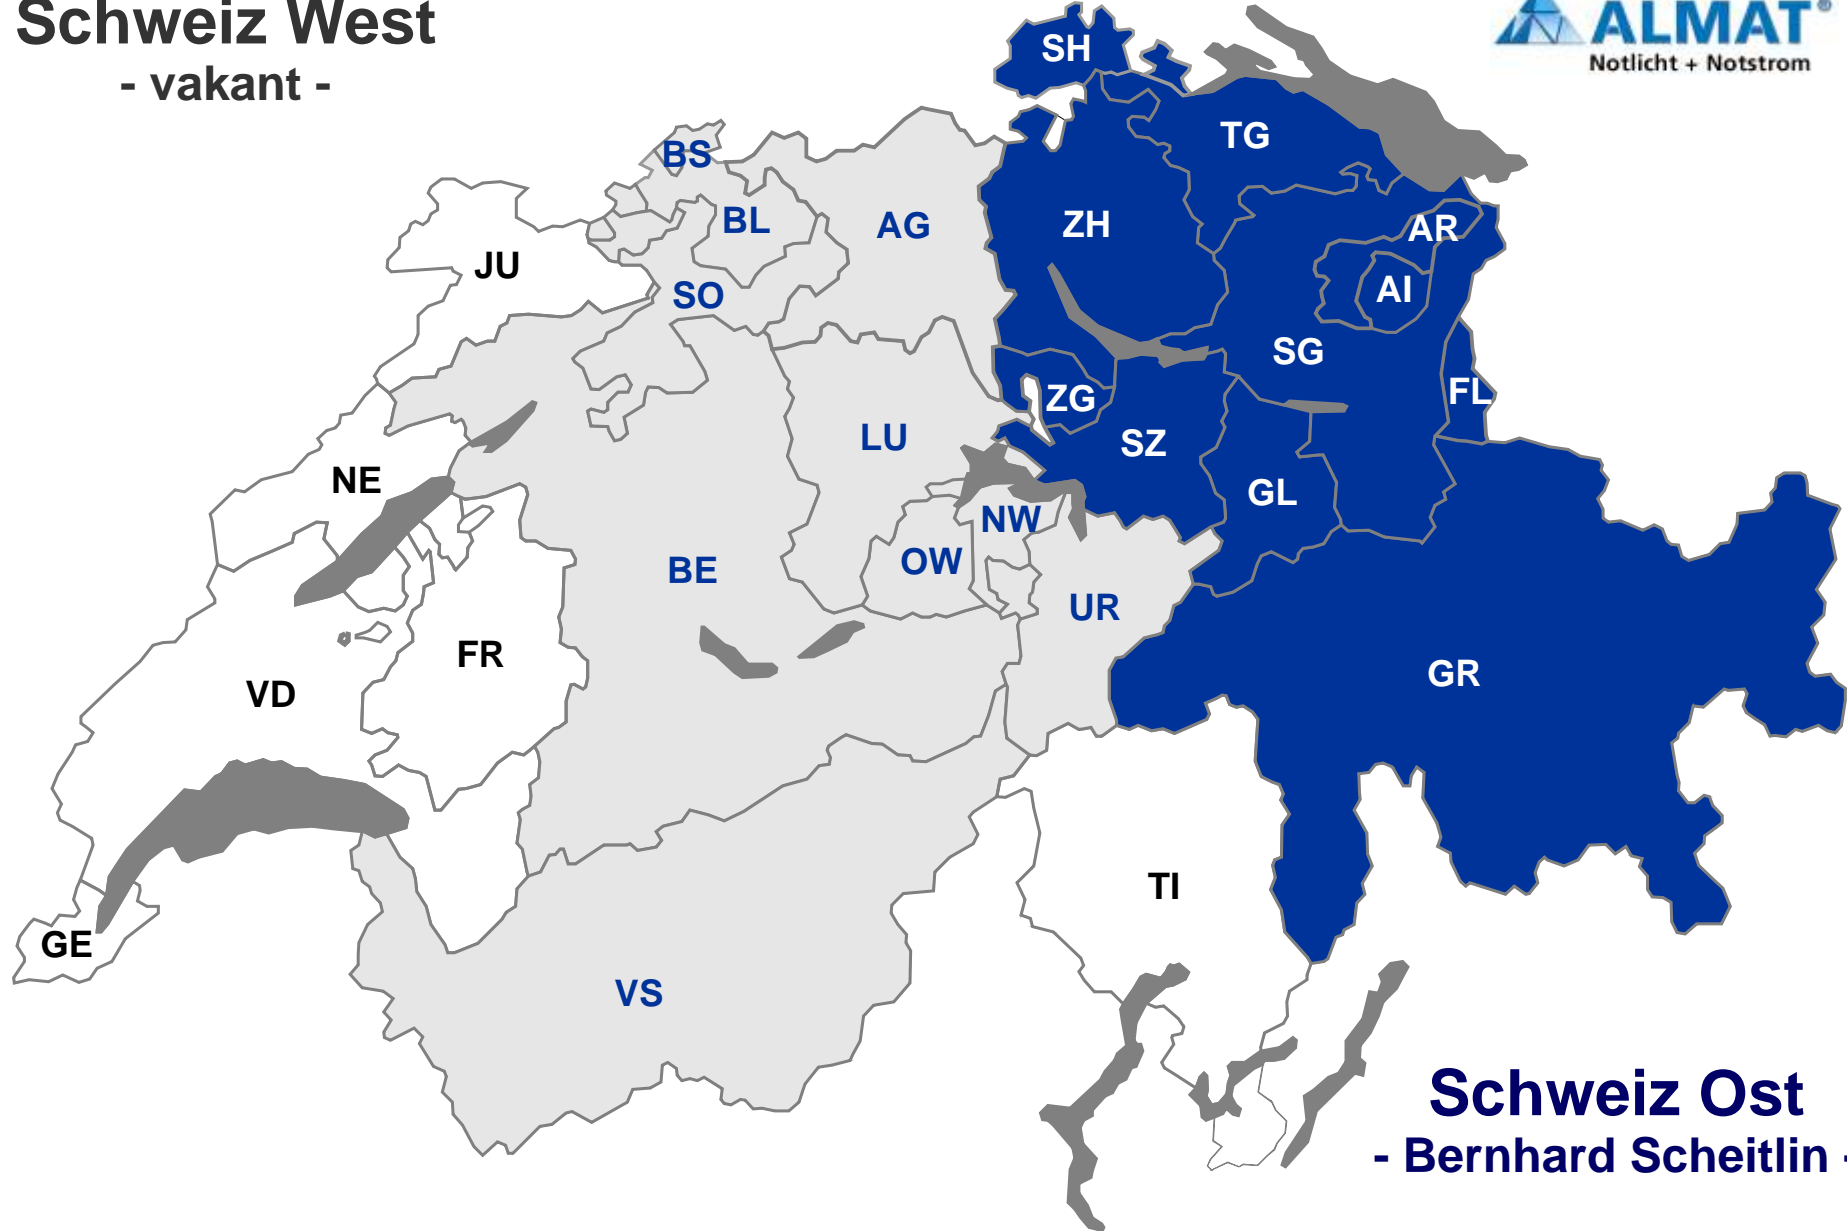 Schweiz West
- vakant -
ALMAT®
Notlicht + Notstrom
SH
TG
BS
BL
AG
ZH
AR
JU
AI
SO
SG
FL
ZG
LU
SZ
NE
GL
NW
OW
BE
UR
FR
GR
VD
TI
GE
VS
Schweiz Ost
- Bernhard Scheitlin -